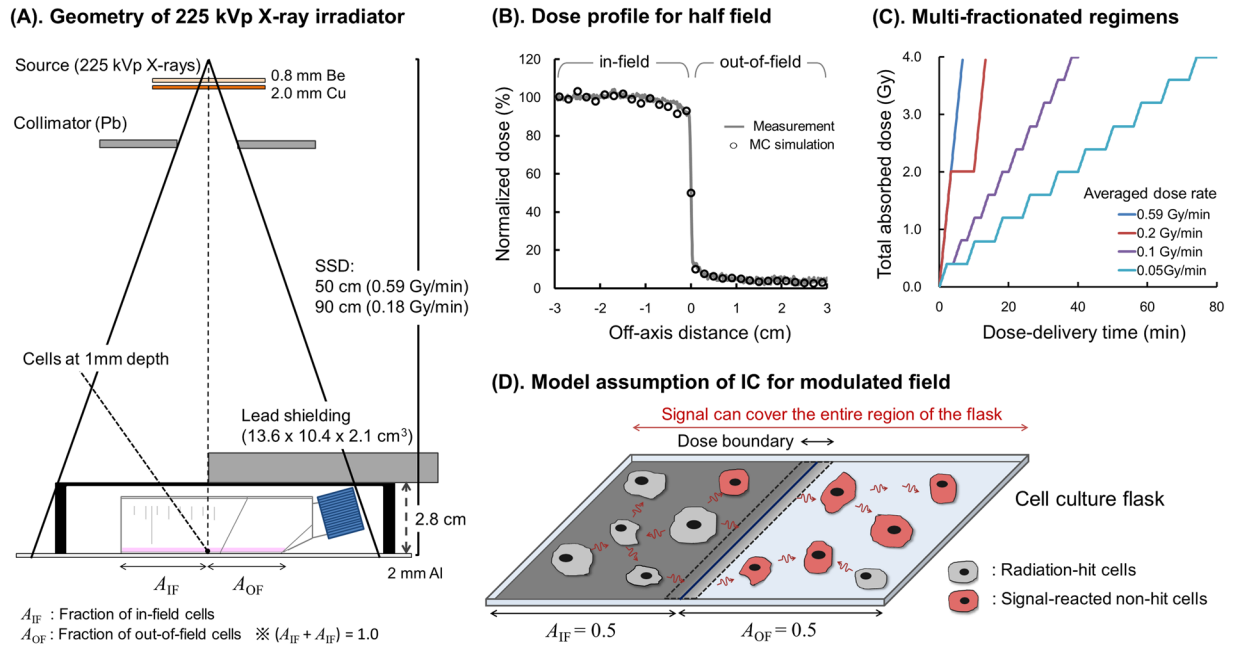 (A). Geometry of 225 kVp X-ray irradiator
Source (225 kVp X-rays)
0.8 mm Be
2.0 mm Cu
Collimator (Pb)
SSD:
50 cm (0.59 Gy/min)
90 cm (0.18 Gy/min)
Cells at 1mm depth
Lead shielding
(13.6 x 10.4 x 2.1 cm³)
2.8 cm
2 mm Al
A_IF
A_OF
A_IF : Fraction of in-field cells
A_OF : Fraction of out-of-field cells ※ (A_IF + A_IF) = 1.0
(B). Dose profile for half field
in-field
out-of-field
Normalized dose (%)
120
100
80
60
40
20
0
Measurement
MC simulation
-3 -2 -1 0 1 2 3
Off-axis distance (cm)
(C). Multi-fractionated regimens
Total absorbed dose (Gy)
4.0
3.0
2.0
1.0
0.0
Averaged dose rate
0.59 Gy/min
0.2 Gy/min
0.1 Gy/min
0.05Gy/min
0 20 40 60 80
Dose-delivery time (min)
(D). Model assumption of IC for modulated field
Signal can cover the entire region of the flask
Dose boundary
Cell culture flask
: Radiation-hit cells
: Signal-reacted non-hit cells
A_IF = 0.5
A_OF = 0.5